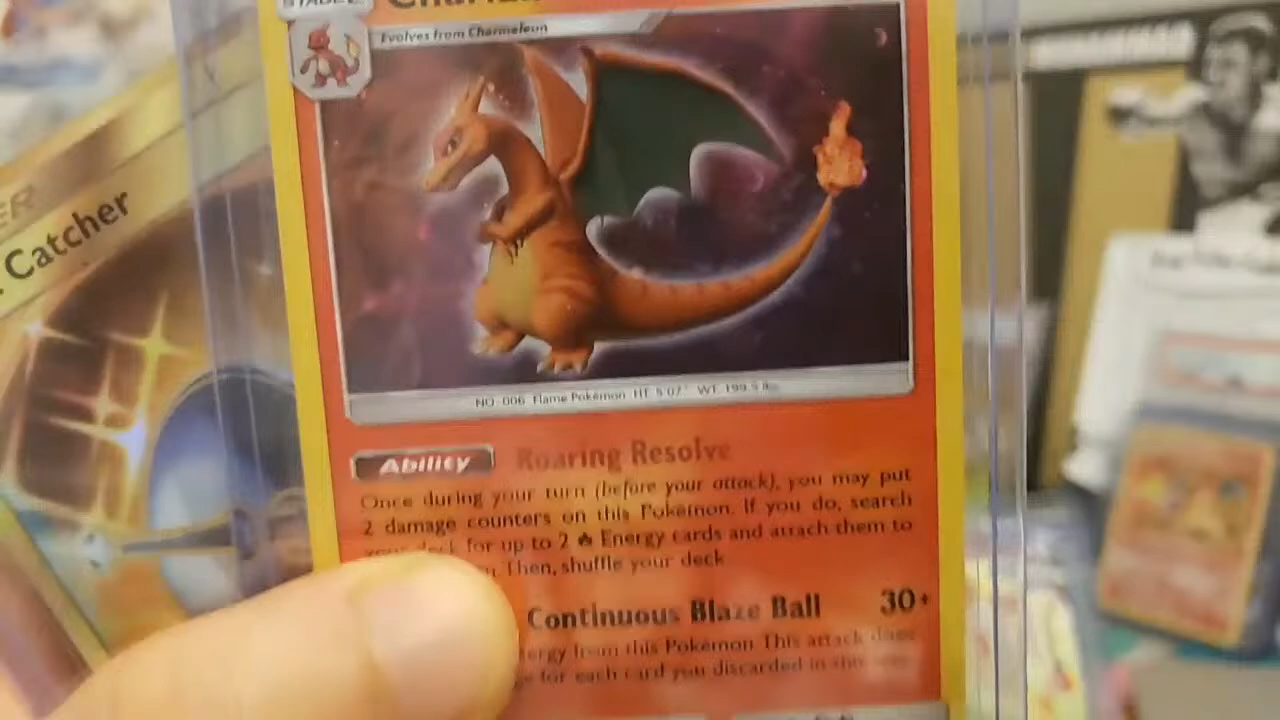 Evolves from Charmeleon
ER
Catcher
NO. 006 Flame Pokémon HT: 5'07" WT: 199.5 lbs.
Ability Roaring Resolve
Once during your turn (before your attack), you may put
2 damage counters on this Pokémon. If you do, search
your deck for up to 2 Energy cards and attach them to
Then, shuffle your deck
Continuous Blaze Ball 30+
from this Pokémon This attack does
for each card you discarded in this